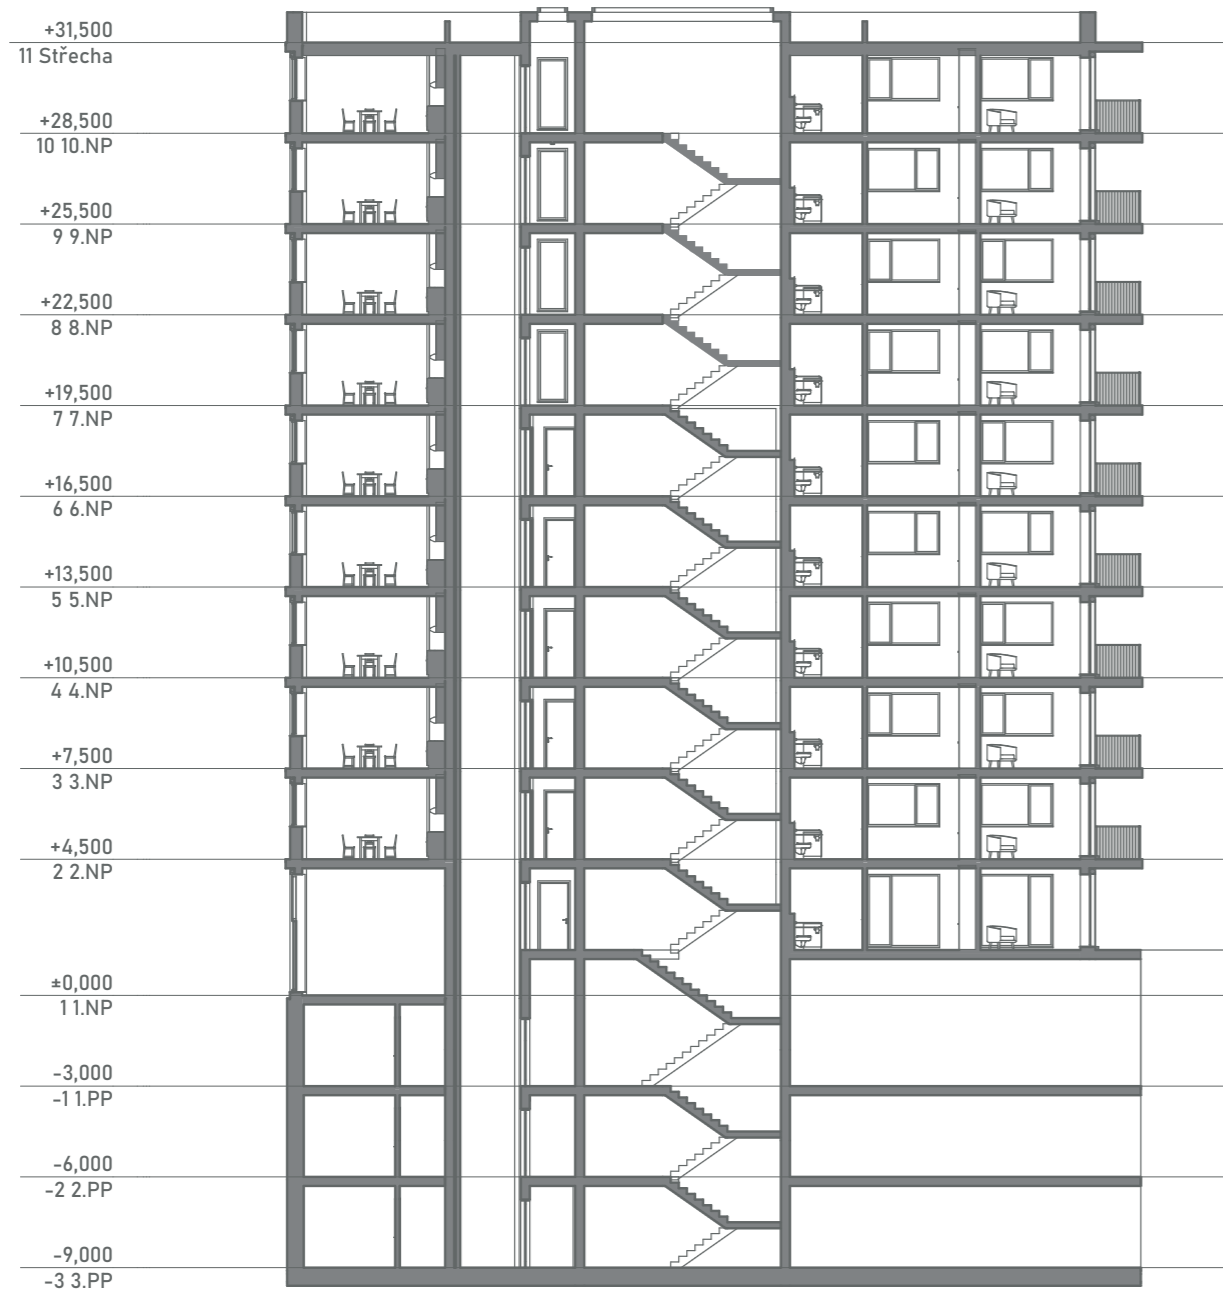 +31,500
11 Střecha
+28,500
10 10.NP
+25,500
9 9.NP
+22,500
8 8.NP
+19,500
7 7.NP
+16,500
6 6.NP
+13,500
5 5.NP
+10,500
4 4.NP
+7,500
3 3.NP
+4,500
2 2.NP
±0,000
1 1.NP
-3,000
-1 1.PP
-6,000
-2 2.PP
-9,000
-3 3.PP